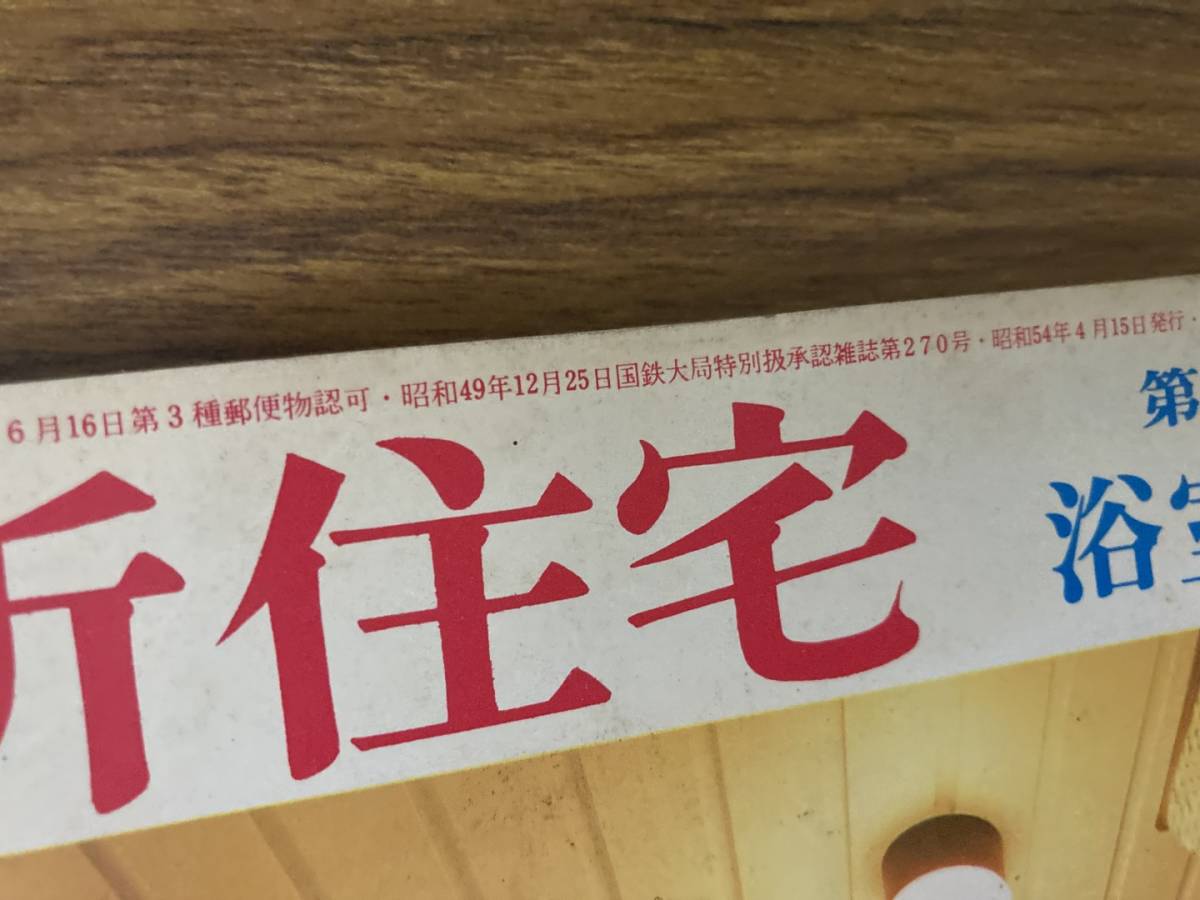 6月16日第3種郵便物認可・昭和49年12月25日国鉄大局特別扱承認雑誌第270号・昭和54年4月15日発行・
住宅
第
浴室